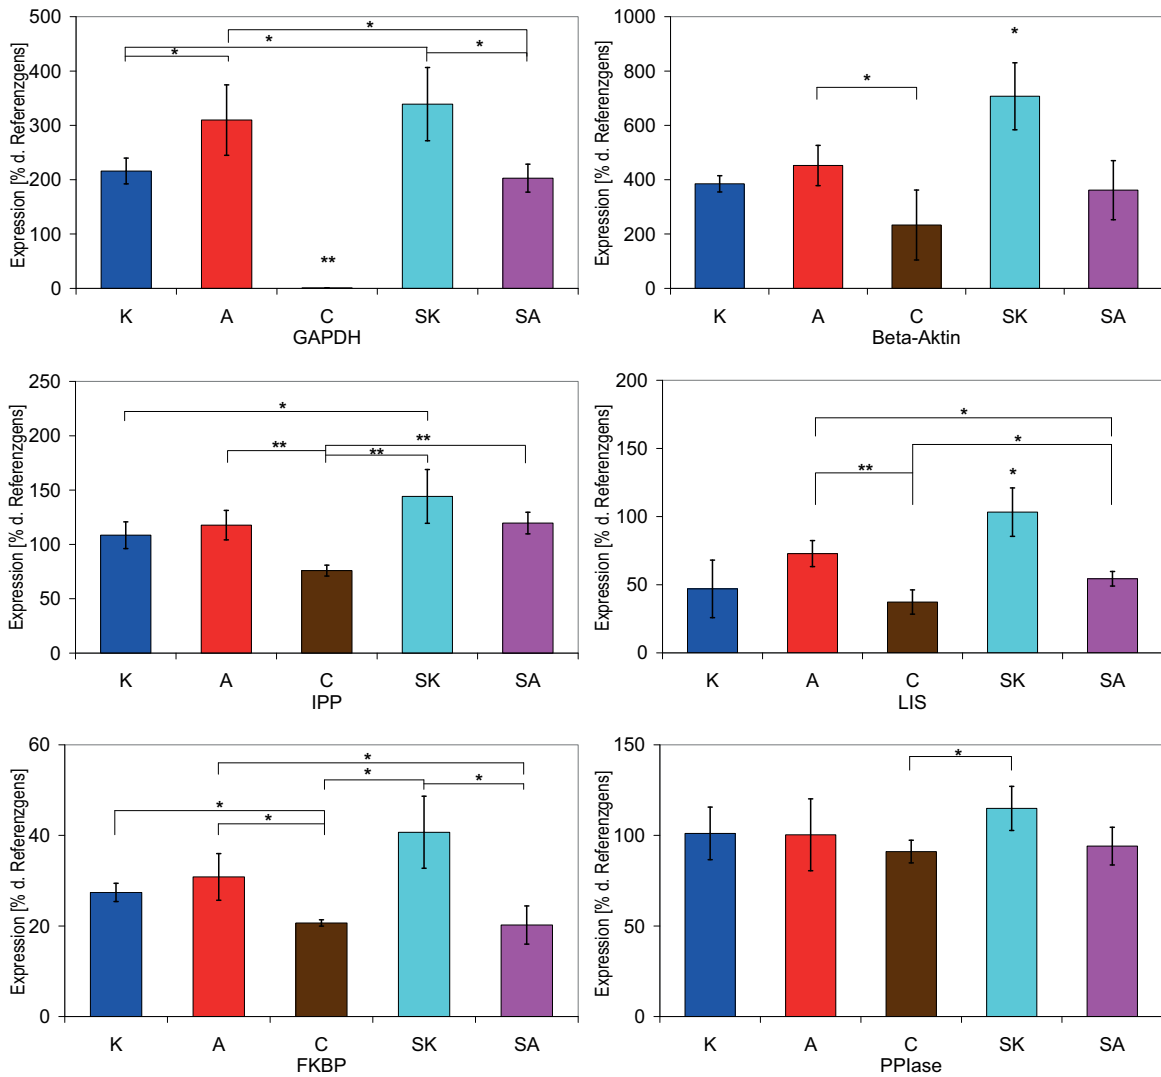 Expression [% d. Referenzgens]
500
400
300
200
100
0
* * * * **
K A C SK SA
GAPDH
Expression [% d. Referenzgens]
1000
800
600
400
200
0
* *
K A C SK SA
Beta-Aktin
Expression [% d. Referenzgens]
250
200
150
100
50
0
* ** ** **
K A C SK SA
IPP
Expression [% d. Referenzgens]
200
150
100
50
0
* * ** *
K A C SK SA
LIS
Expression [% d. Referenzgens]
60
40
20
0
* * * * *
K A C SK SA
FKBP
Expression [% d. Referenzgens]
150
100
50
0
*
K A C SK SA
PPIase